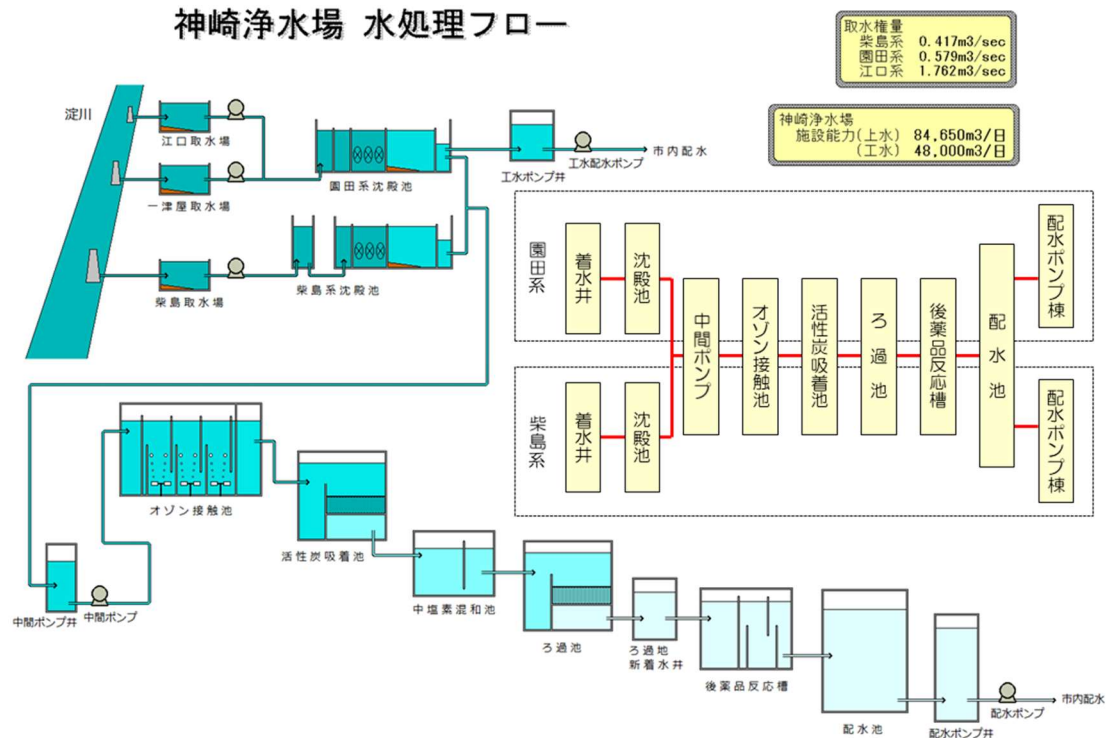 神崎浄水場 水処理フロー
取水権量
柴島系 0.417m3/sec
園田系 0.579m3/sec
江口系 1.762m3/sec
神崎浄水場
施設能力(上水) 84,650m3/日
(工水) 48,000m3/日
淀川
江口取水場
一津屋取水場
柴島取水場
園田系沈殿池
柴島系沈殿池
工水ポンプ井
工水配水ポンプ
市内配水
園田系
着水井
沈殿池
柴島系
着水井
沈殿池
中間ポンプ
オゾン接触池
活性炭吸着池
ろ過池
後薬品反応槽
配水池
配水ポンプ棟
配水ポンプ棟
中間ポンプ井
中間ポンプ
オゾン接触池
活性炭吸着池
中塩素混和池
ろ過池
ろ過地
新着水井
後薬品反応槽
配水池
配水ポンプ井
配水ポンプ
市内配水